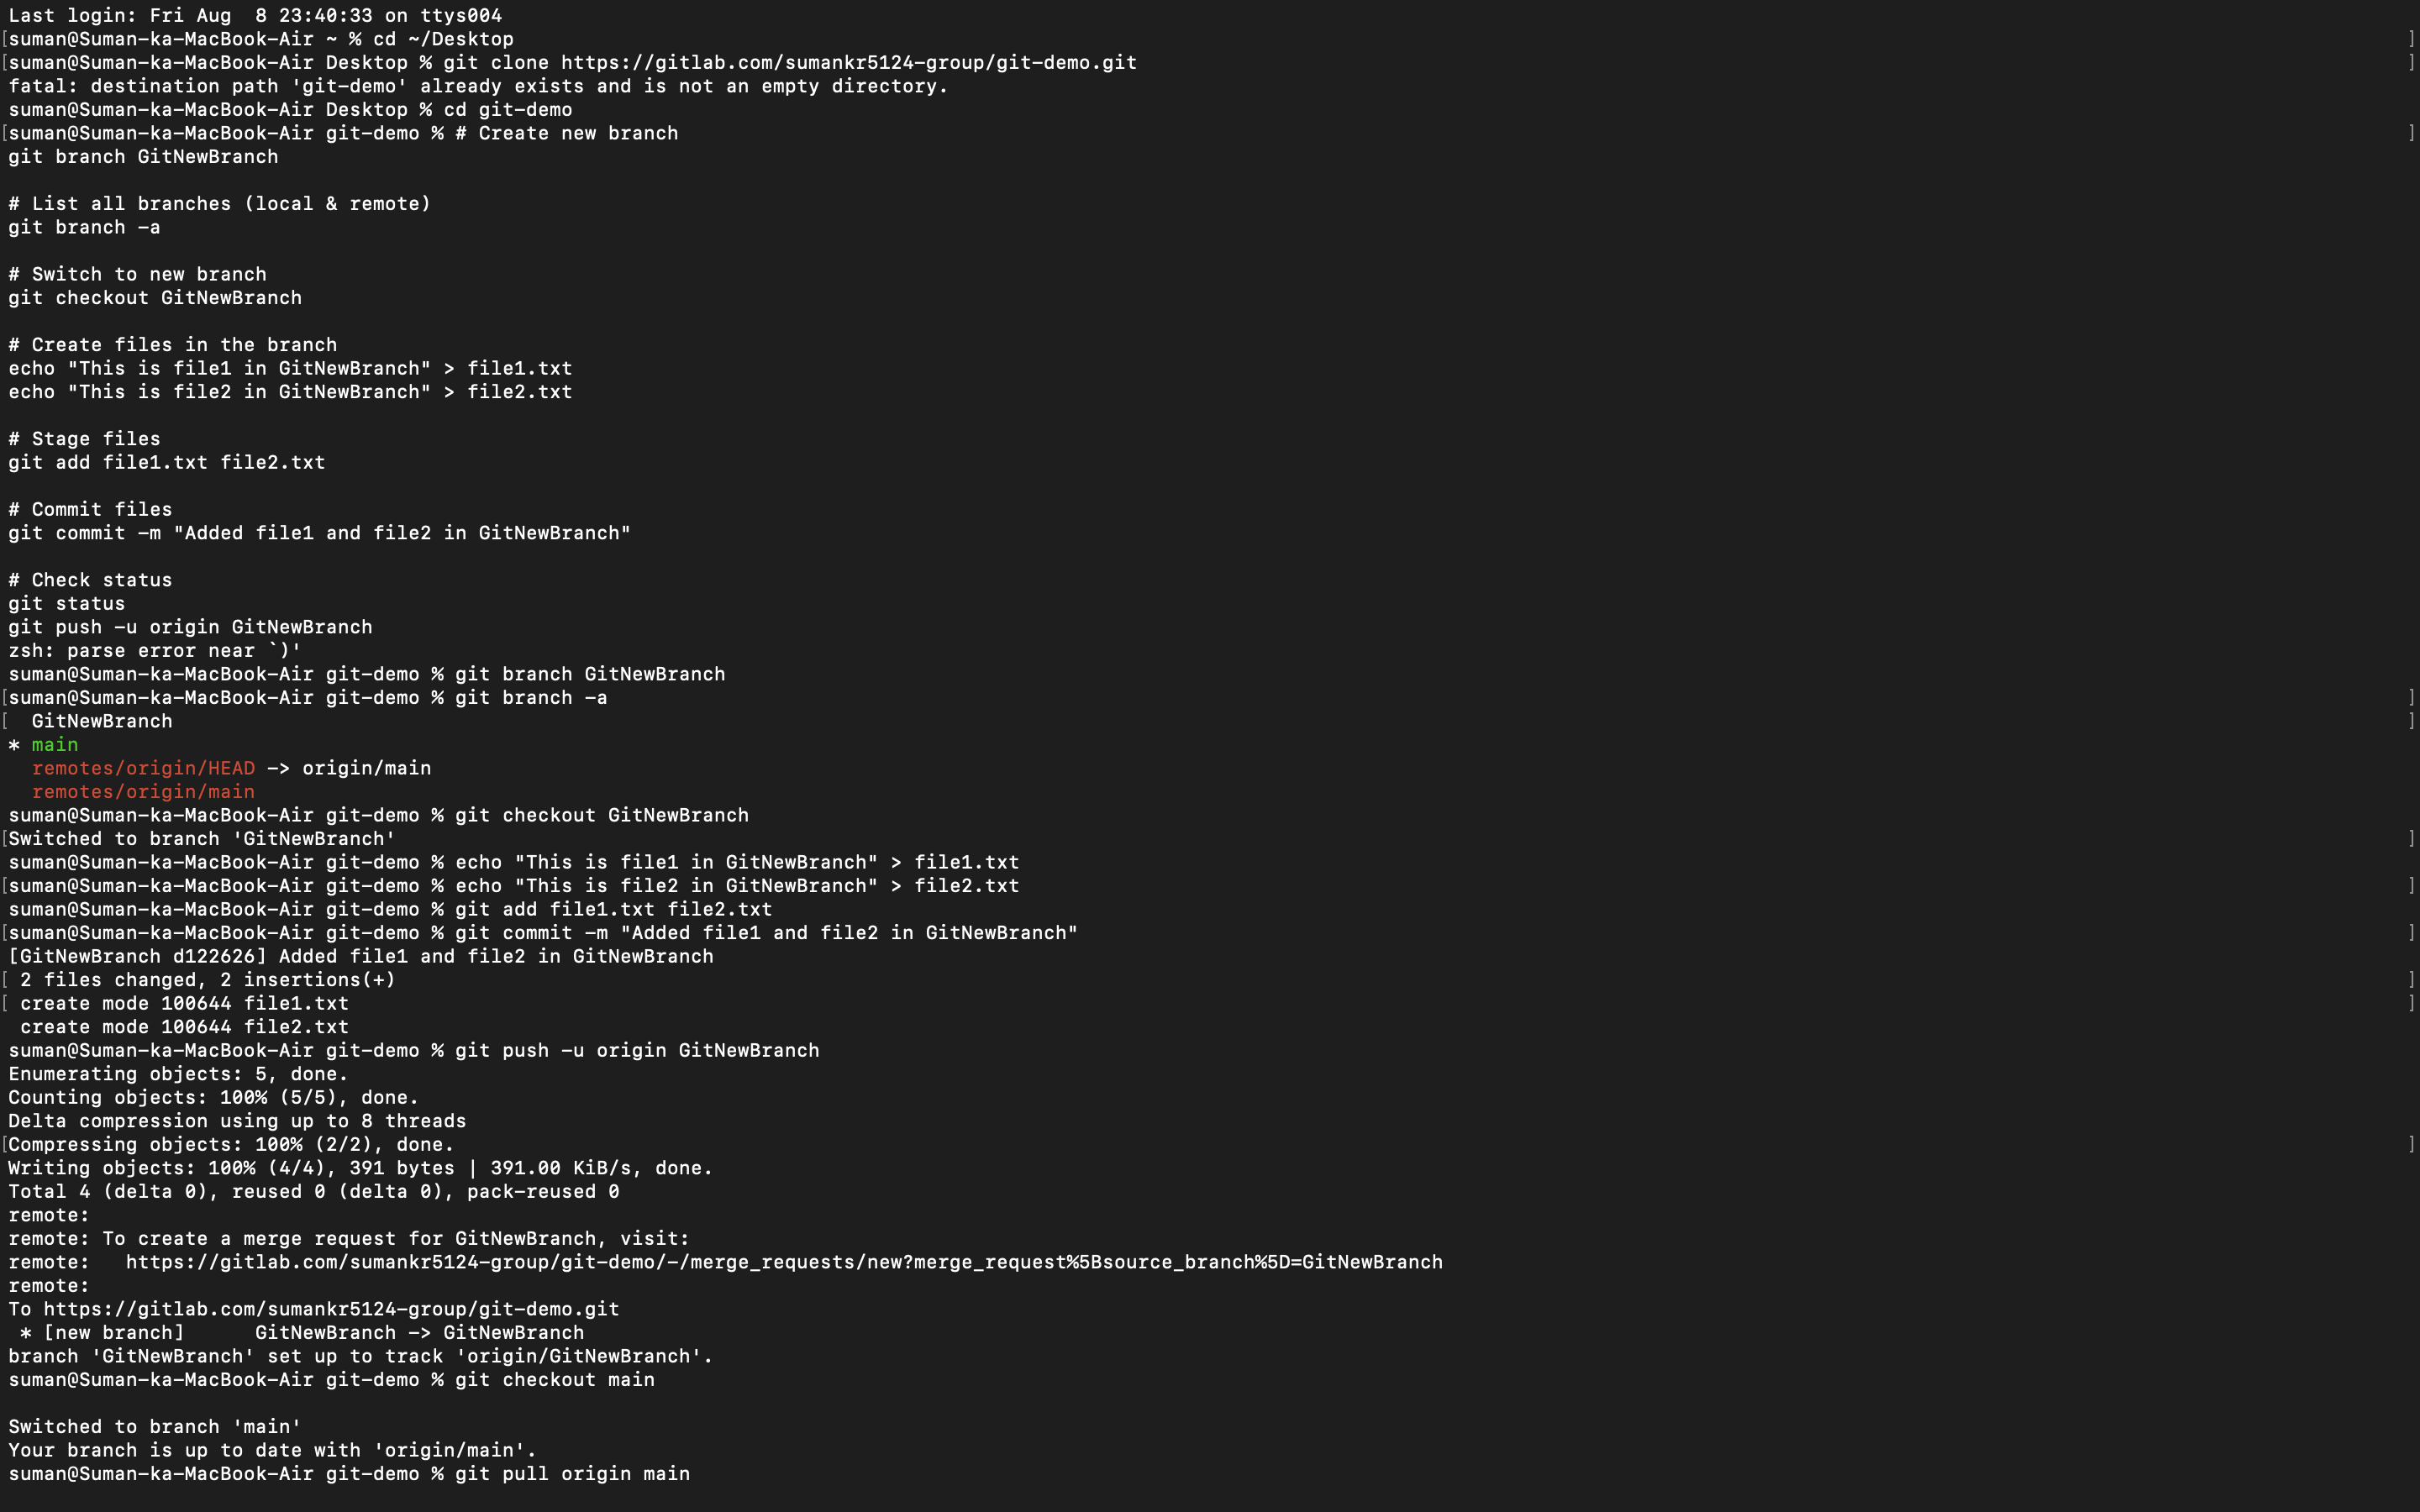 Last login: Fri Aug  8 23:40:33 on ttys004
[suman@Suman-ka-MacBook-Air ~ % cd ~/Desktop ]
[suman@Suman-ka-MacBook-Air Desktop % git clone https://gitlab.com/sumankr5124-group/git-demo.git ]
fatal: destination path 'git-demo' already exists and is not an empty directory.
suman@Suman-ka-MacBook-Air Desktop % cd git-demo
[suman@Suman-ka-MacBook-Air git-demo % # Create new branch ]
git branch GitNewBranch

# List all branches (local & remote)
git branch -a

# Switch to new branch
git checkout GitNewBranch

# Create files in the branch
echo "This is file1 in GitNewBranch" > file1.txt
echo "This is file2 in GitNewBranch" > file2.txt

# Stage files
git add file1.txt file2.txt

# Commit files
git commit -m "Added file1 and file2 in GitNewBranch"

# Check status
git status
git push -u origin GitNewBranch
zsh: parse error near `)'
suman@Suman-ka-MacBook-Air git-demo % git branch GitNewBranch
[suman@Suman-ka-MacBook-Air git-demo % git branch -a ]
[  GitNewBranch ]
* main
  remotes/origin/HEAD -> origin/main
  remotes/origin/main
suman@Suman-ka-MacBook-Air git-demo % git checkout GitNewBranch
[Switched to branch 'GitNewBranch' ]
suman@Suman-ka-MacBook-Air git-demo % echo "This is file1 in GitNewBranch" > file1.txt
[suman@Suman-ka-MacBook-Air git-demo % echo "This is file2 in GitNewBranch" > file2.txt ]
suman@Suman-ka-MacBook-Air git-demo % git add file1.txt file2.txt
[suman@Suman-ka-MacBook-Air git-demo % git commit -m "Added file1 and file2 in GitNewBranch" ]
[GitNewBranch d122626] Added file1 and file2 in GitNewBranch
[ 2 files changed, 2 insertions(+) ]
[ create mode 100644 file1.txt ]
 create mode 100644 file2.txt
suman@Suman-ka-MacBook-Air git-demo % git push -u origin GitNewBranch
Enumerating objects: 5, done.
Counting objects: 100% (5/5), done.
Delta compression using up to 8 threads
[Compressing objects: 100% (2/2), done. ]
Writing objects: 100% (4/4), 391 bytes | 391.00 KiB/s, done.
Total 4 (delta 0), reused 0 (delta 0), pack-reused 0
remote:
remote: To create a merge request for GitNewBranch, visit:
remote:   https://gitlab.com/sumankr5124-group/git-demo/-/merge_requests/new?merge_request%5Bsource_branch%5D=GitNewBranch
remote:
To https://gitlab.com/sumankr5124-group/git-demo.git
 * [new branch]      GitNewBranch -> GitNewBranch
branch 'GitNewBranch' set up to track 'origin/GitNewBranch'.
suman@Suman-ka-MacBook-Air git-demo % git checkout main

Switched to branch 'main'
Your branch is up to date with 'origin/main'.
suman@Suman-ka-MacBook-Air git-demo % git pull origin main